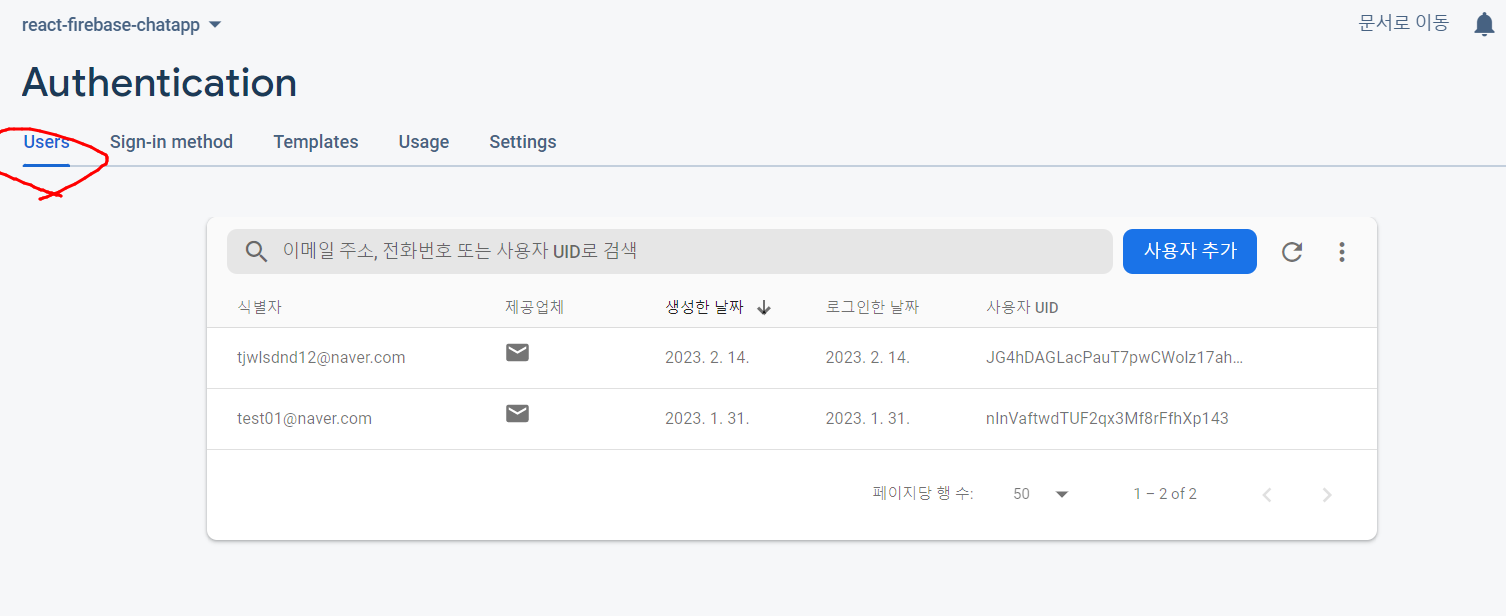 react-firebase-chatapp 문서로 이동
Authentication
Users Sign-in method Templates Usage Settings
이메일 주소, 전화번호 또는 사용자 UID로 검색 사용자 추가
식별자 제공업체 생성한 날짜 로그인한 날짜 사용자 UID
tjwlsdnd12@naver.com 2023. 2. 14. 2023. 2. 14. JG4hDAGLacPauT7pwCWolz17ah...
test01@naver.com 2023. 1. 31. 2023. 1. 31. nInVaftwdTUF2qx3Mf8rFfhXp143
페이지당 행 수: 50 1 – 2 of 2